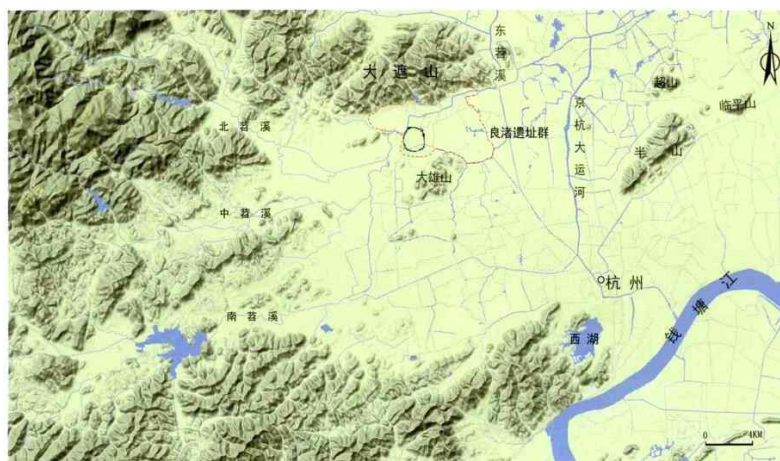 大遮山
东苕溪
超山
临平山
北苕溪
京杭大运河
良渚遗址群
半山
大雄山
中苕溪
杭州
钱塘江
南苕溪
西湖
0 4KM